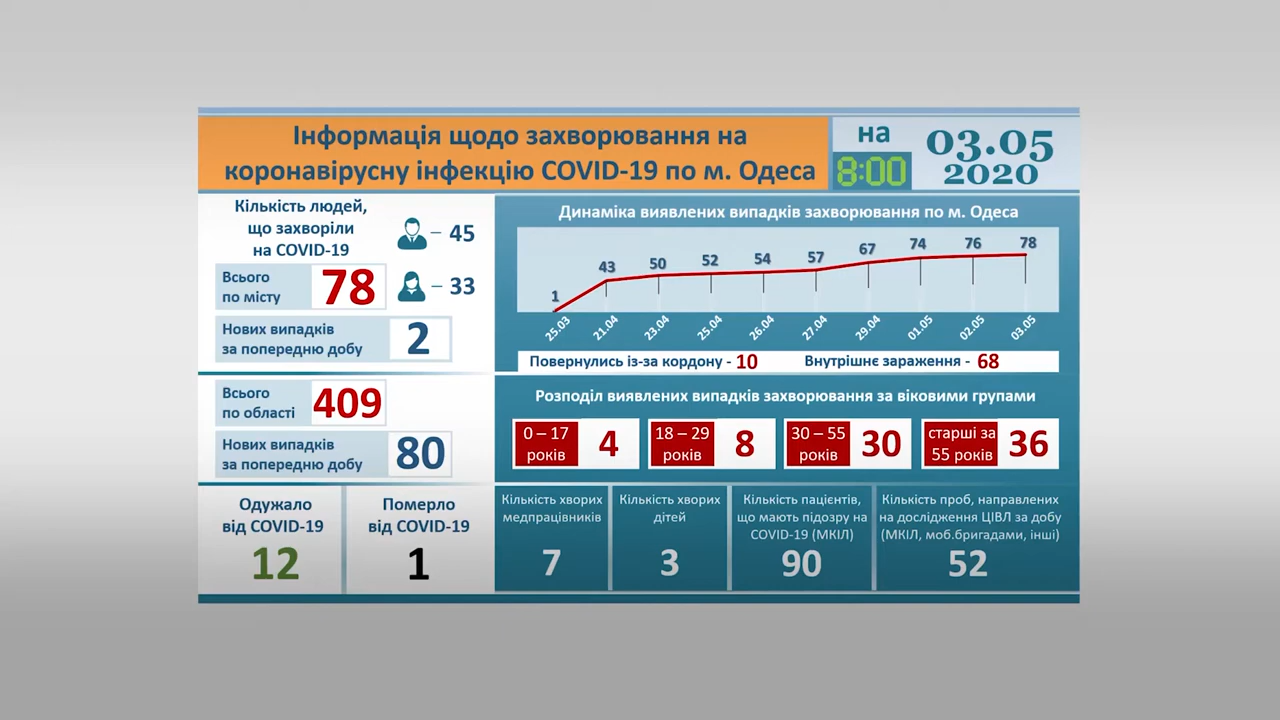 Інформація щодо захворювання на
коронавірусну інфекцію COVID-19 по м. Одеса
на
8:00
03.05
2020
Кількість людей,
що захворіли
на COVID-19
– 45
– 33
Всього
по місту
78
Нових випадків
за попередню добу
2
Динаміка виявлених випадків захворювання по м. Одеса
1
43
50
52
54
57
67
74
76
78
25.03
21.04
23.04
25.04
26.04
27.04
29.04
01.05
02.05
03.05
Повернулись із-за кордону - 10
Внутрішнє зараження - 68
Всього
по області
409
Нових випадків
за попередню добу
80
Розподіл виявлених випадків захворювання за віковими групами
0 – 17
років
4
18 – 29
років
8
30 – 55
років
30
старші за
55 років
36
Одужало
від COVID-19
12
Померло
від COVID-19
1
Кількість хворих
медпрацівників
7
Кількість хворих
дітей
3
Кількість пацієнтів,
що мають підозру на
COVID-19 (МКІЛ)
90
Кількість проб, направлених
на дослідження ЦІВЛ за добу
(МКІЛ, моб.бригадами, інші)
52